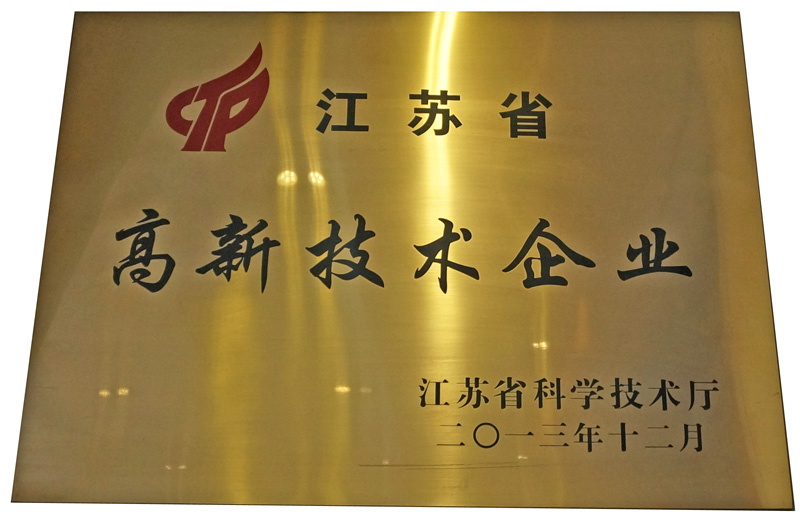 江苏省
高新技术企业
江苏省科学技术厅
二〇一三年十二月